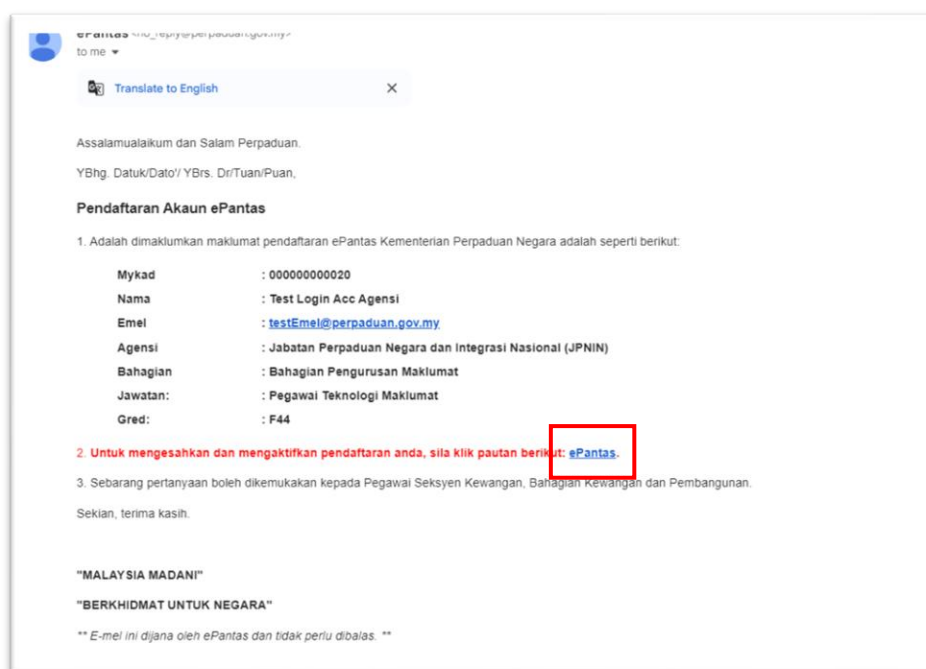 ePantas <no_reply@perpaduan.gov.my>
to me
Translate to English
Assalamualaikum dan Salam Perpaduan.
YBhg. Datuk/Dato'/ YBrs. Dr/Tuan/Puan,
Pendaftaran Akaun ePantas
1. Adalah dimaklumkan maklumat pendaftaran ePantas Kementerian Perpaduan Negara adalah seperti berikut:
Mykad : 000000000020
Nama : Test Login Acc Agensi
Emel : testEmel@perpaduan.gov.my
Agensi : Jabatan Perpaduan Negara dan Integrasi Nasional (JPNIN)
Bahagian : Bahagian Pengurusan Maklumat
Jawatan: : Pegawai Teknologi Maklumat
Gred: : F44
2. Untuk mengesahkan dan mengaktifkan pendaftaran anda, sila klik pautan berikut: ePantas.
3. Sebarang pertanyaan boleh dikemukakan kepada Pegawai Seksyen Kewangan, Bahagian Kewangan dan Pembangunan.
Sekian, terima kasih.
"MALAYSIA MADANI"
"BERKHIDMAT UNTUK NEGARA"
** E-mel ini dijana oleh ePantas dan tidak perlu dibalas. **